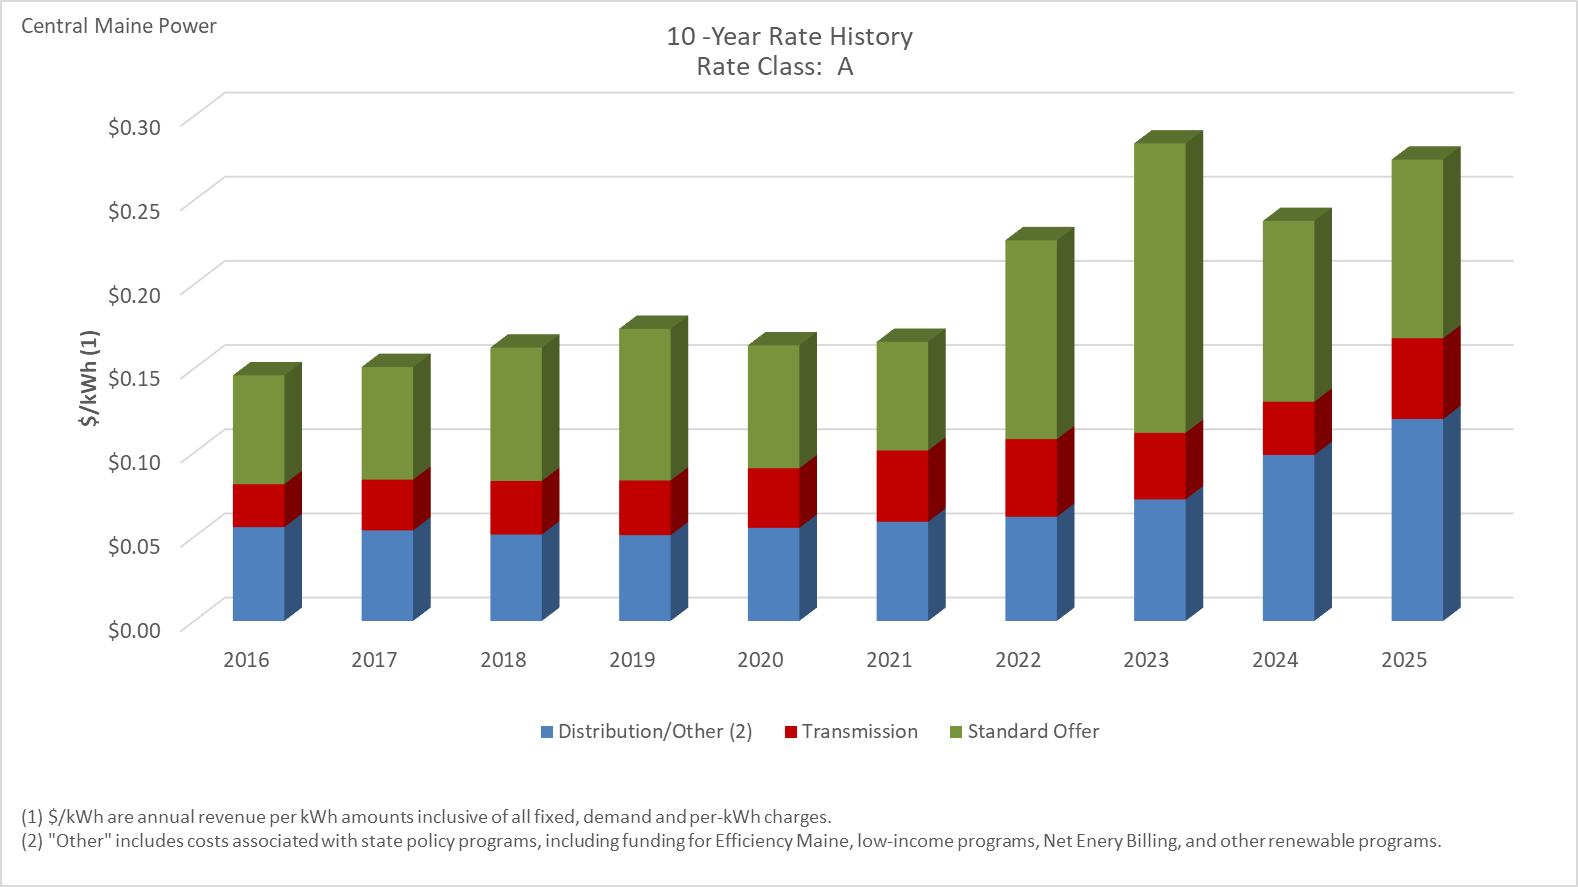 Central Maine Power
10 -Year Rate History
Rate Class:  A
$0.30
$0.25
$0.20
$0.15
$0.10
$0.05
$0.00
$/kWh (1)
2016 2017 2018 2019 2020 2021 2022 2023 2024 2025
Distribution/Other (2) Transmission Standard Offer
(1) $/kWh are annual revenue per kWh amounts inclusive of all fixed, demand and per-kWh charges.
(2) "Other" includes costs associated with state policy programs, including funding for Efficiency Maine, low-income programs, Net Enery Billing, and other renewable programs.